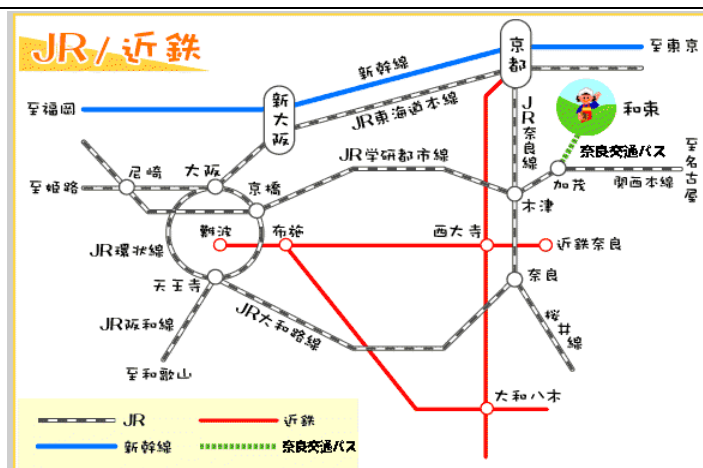 JR/近鉄
京都
至東京
新幹線
新大阪
至福岡
JR東海道本線
JR奈良線
和束
奈良交通バス
至名古屋
尼崎
大阪
JR学研都市線
至姫路
京橋
加茂
関西本線
木津
難波
布施
西大寺
近鉄奈良
JR環状線
天王寺
奈良
JR大和路線
JR阪和線
桜井線
至和歌山
大和八木
JR
近鉄
新幹線
奈良交通バス